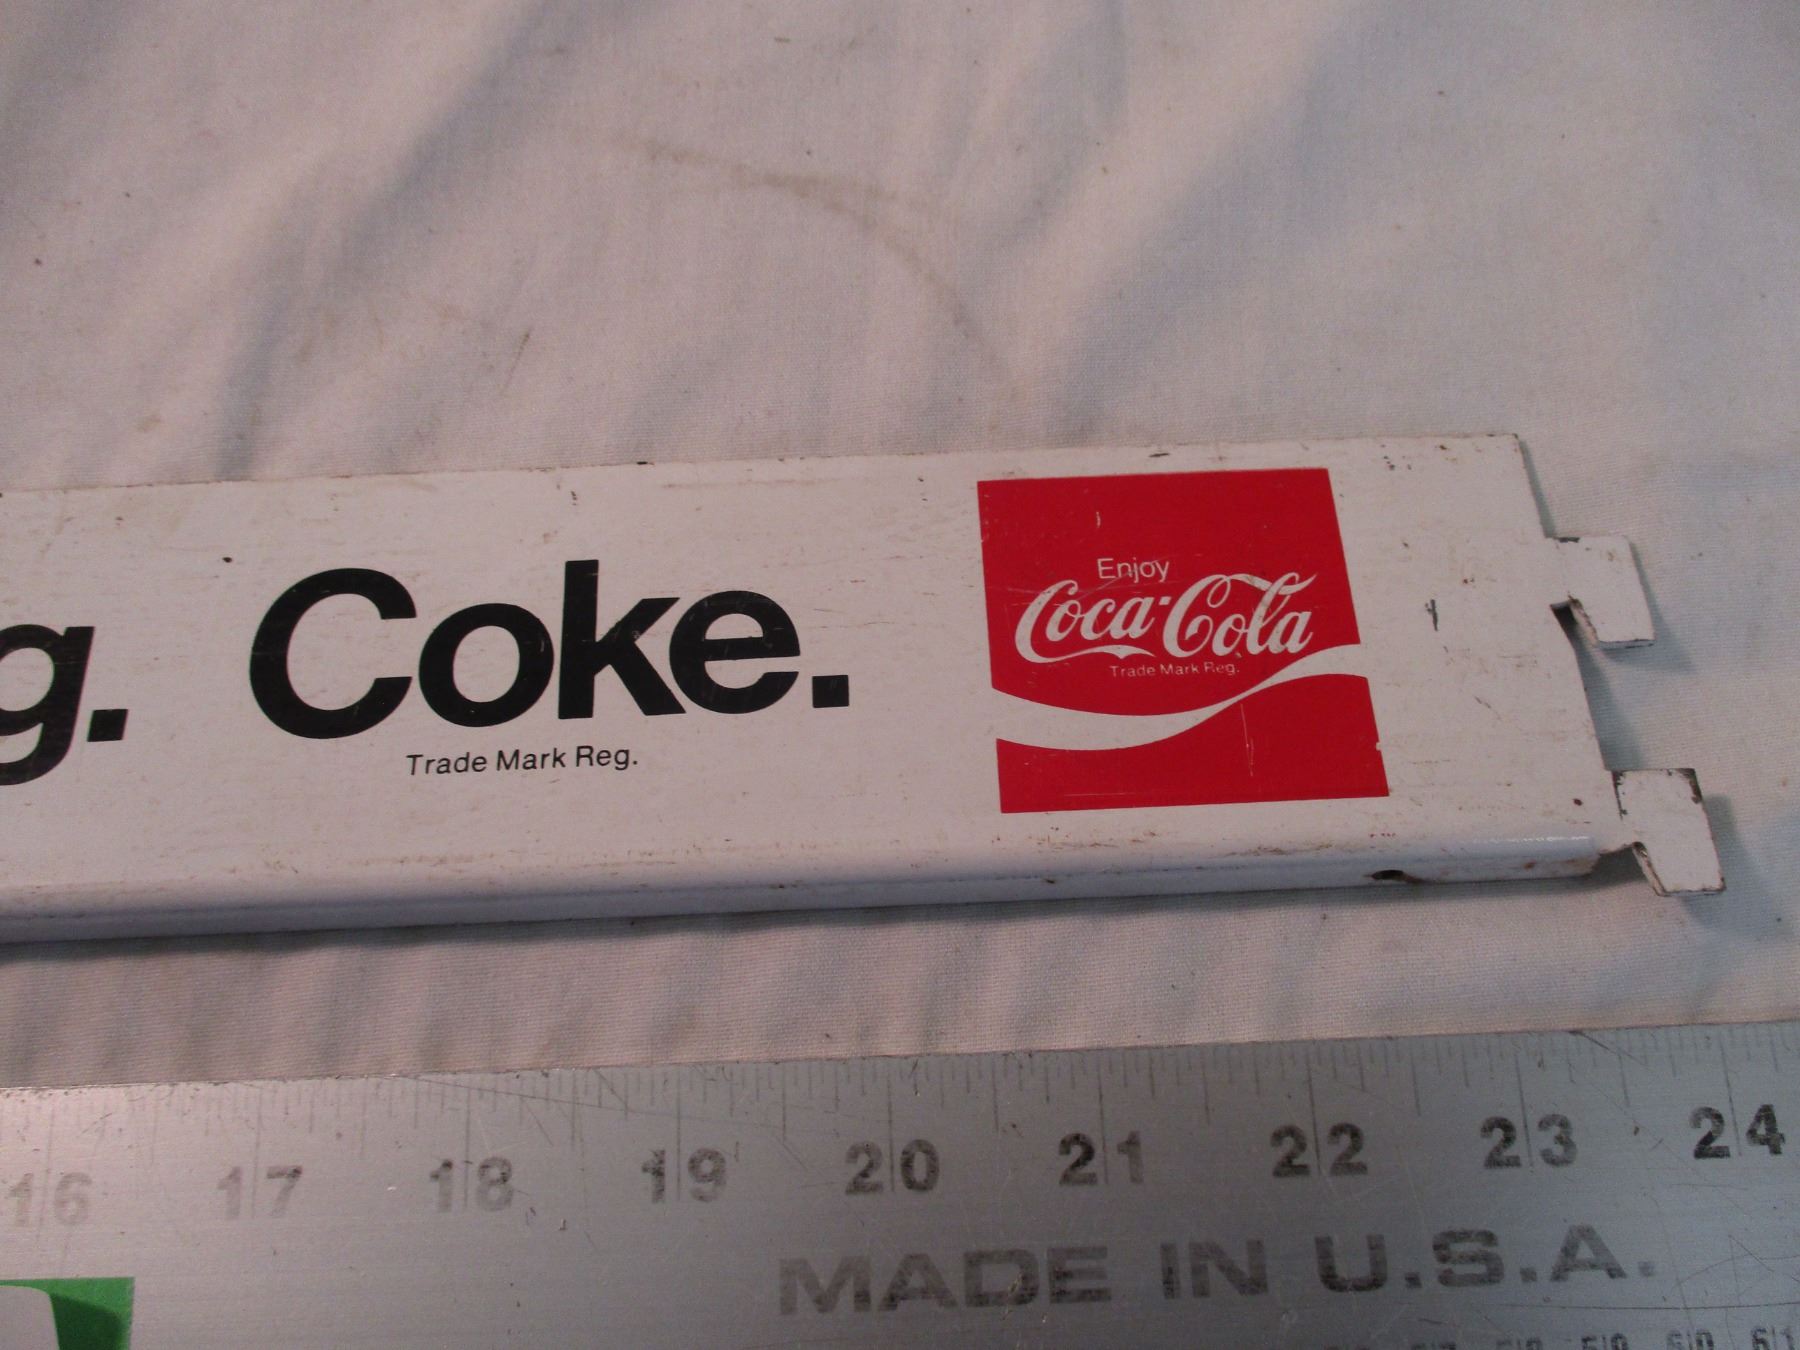 g. Coke.
Trade Mark Reg.
Enjoy
Coca-Cola
Trade Mark Reg.
16 17 18 19 20 21 22 23 24
MADE IN U.S.A.